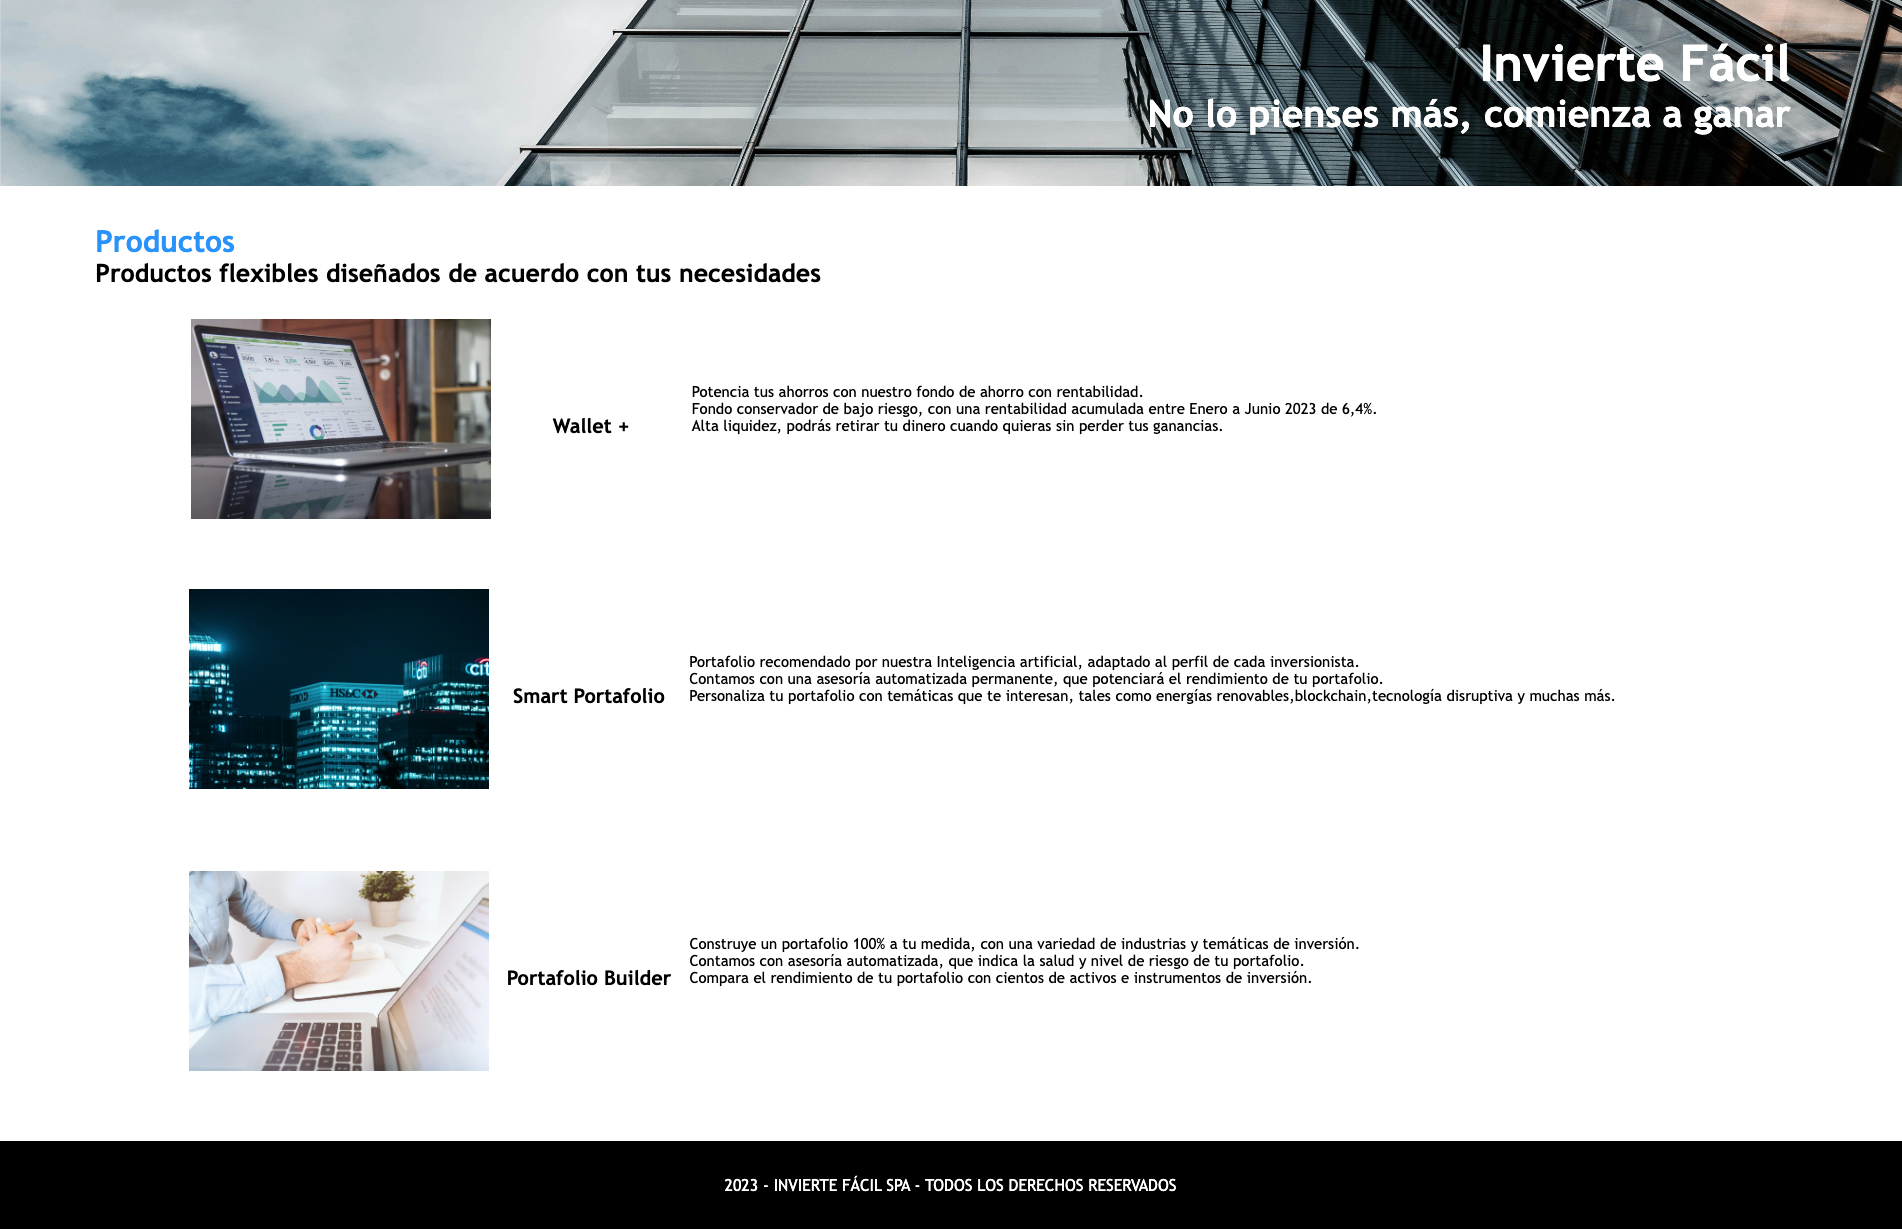 Invierte Fácil
No lo pienses más, comienza a ganar
Productos
Productos flexibles diseñados de acuerdo con tus necesidades
Wallet +
Potencia tus ahorros con nuestro fondo de ahorro con rentabilidad.
Fondo conservador de bajo riesgo, con una rentabilidad acumulada entre Enero a Junio 2023 de 6,4%.
Alta liquidez, podrás retirar tu dinero cuando quieras sin perder tus ganancias.
HSBC
citi
cit
Smart Portafolio
Portafolio recomendado por nuestra Inteligencia artificial, adaptado al perfil de cada inversionista.
Contamos con una asesoría automatizada permanente, que potenciará el rendimiento de tu portafolio.
Personaliza tu portafolio con temáticas que te interesan, tales como energías renovables,blockchain,tecnología disruptiva y muchas más.
Portafolio Builder
Construye un portafolio 100% a tu medida, con una variedad de industrias y temáticas de inversión.
Contamos con asesoría automatizada, que indica la salud y nivel de riesgo de tu portafolio.
Compara el rendimiento de tu portafolio con cientos de activos e instrumentos de inversión.
2023 - INVIERTE FÁCIL SPA - TODOS LOS DERECHOS RESERVADOS